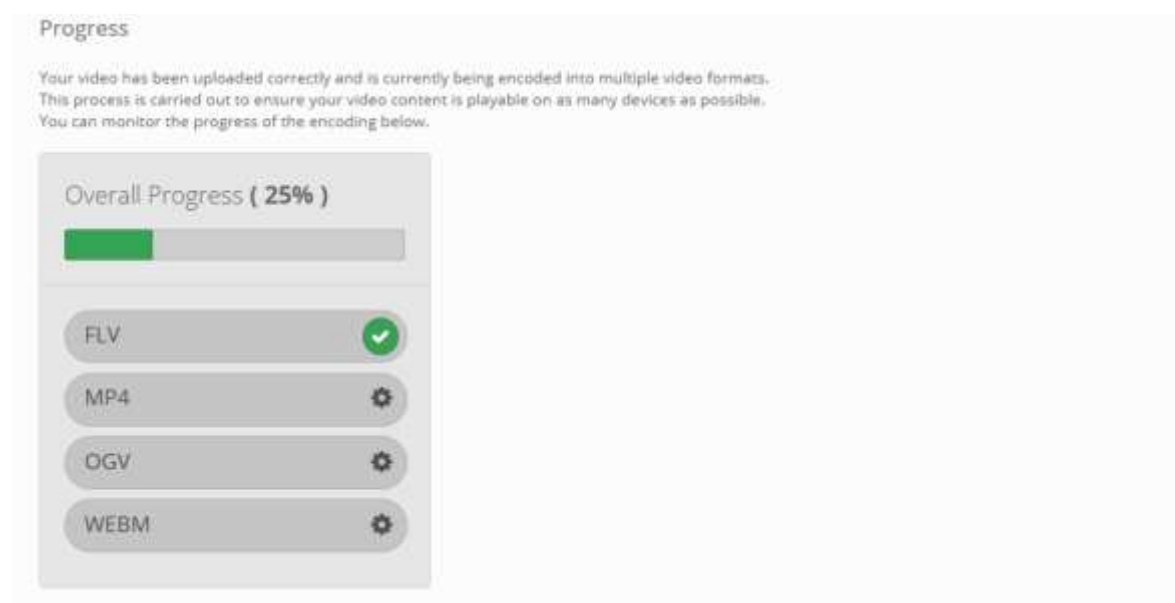 Progress
Your video has been uploaded correctly and is currently being encoded into multiple video formats.
This process is carried out to ensure your video content is playable on as many devices as possible.
You can monitor the progress of the encoding below.
Overall Progress ( 25% )
FLV
MP4
OGV
WEBM